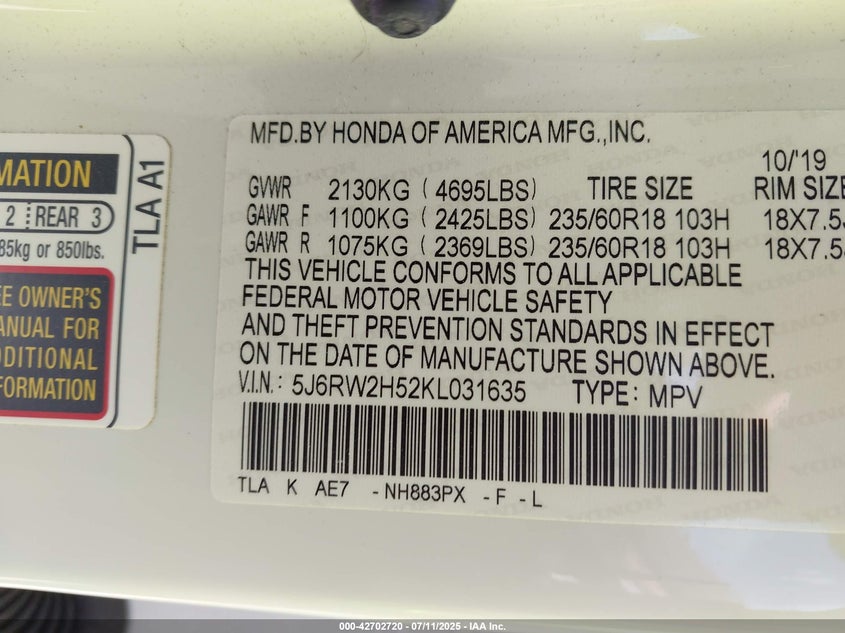 MATION
2 REAR 3
85kg or 850lbs.
EE OWNER'S
ANUAL FOR
DDITIONAL
FORMATION
TLA A1
MFD.BY HONDA OF AMERICA MFG.,INC.
10/'19
GVWR 2130KG ( 4695LBS) TIRE SIZE RIM SIZE
GAWR F 1100KG ( 2425LBS) 235/60R18 103H 18X7.5J
GAWR R 1075KG ( 2369LBS) 235/60R18 103H 18X7.5J
THIS VEHICLE CONFORMS TO ALL APPLICABLE
FEDERAL MOTOR VEHICLE SAFETY
AND THEFT PREVENTION STANDARDS IN EFFECT
ON THE DATE OF MANUFACTURE SHOWN ABOVE.
V.I.N.: 5J6RW2H52KL031635 TYPE: MPV
TLA K AE7 -NH883PX -F -L
000-42702720 - 07/11/2025 - IAA Inc.